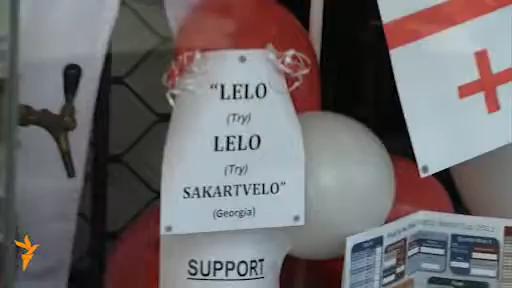 "LELO
(Try)
LELO
(Try)
SAKARTVELO"
(Georgia)
SUPPORT